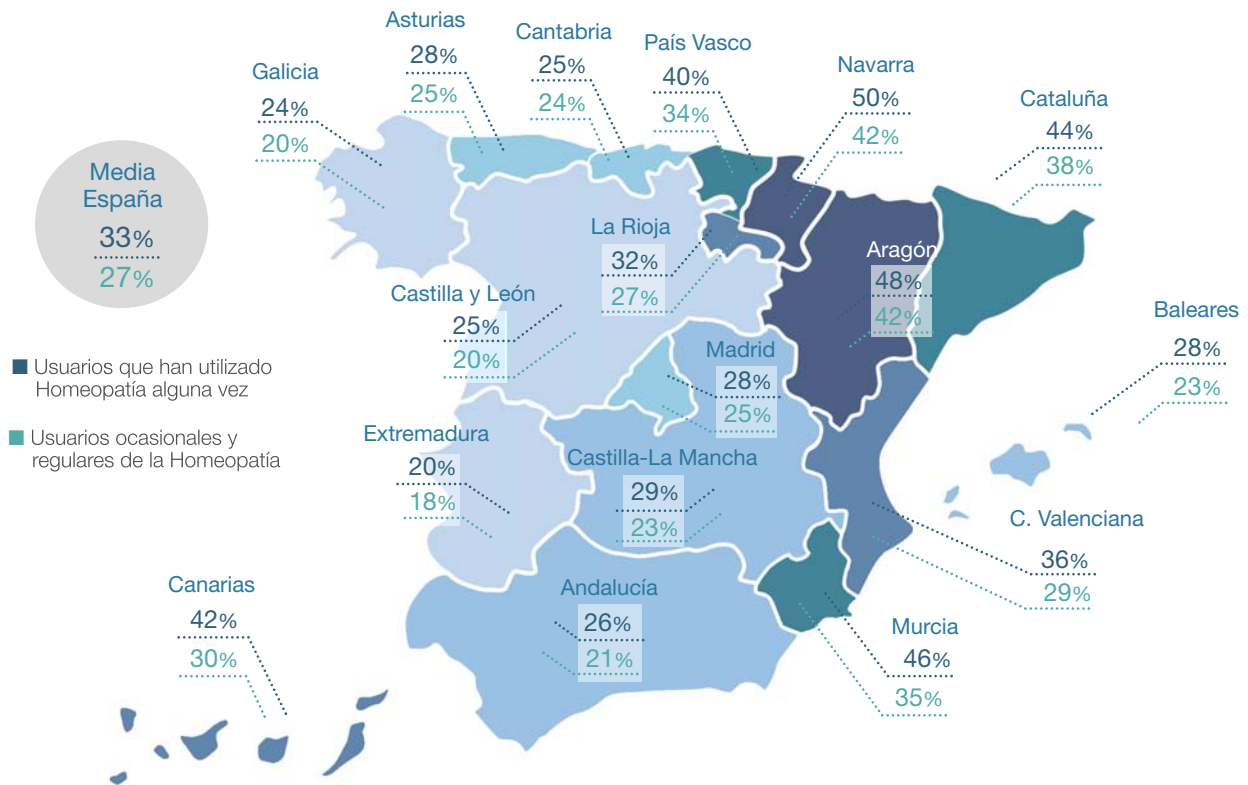 Asturias
28%
25%
Cantabria
25%
24%
País Vasco
40%
34%
Navarra
50%
42%
Cataluña
44%
38%
Galicia
24%
20%
Media
España
33%
27%
La Rioja
32%
27%
Aragón
48%
42%
Castilla y León
25%
20%
Baleares
28%
23%
Usuarios que han utilizado
Homeopatía alguna vez
Usuarios ocasionales y
regulares de la Homeopatía
Madrid
28%
25%
Extremadura
20%
18%
Castilla-La Mancha
29%
23%
C. Valenciana
36%
29%
Canarias
42%
30%
Andalucía
26%
21%
Murcia
46%
35%